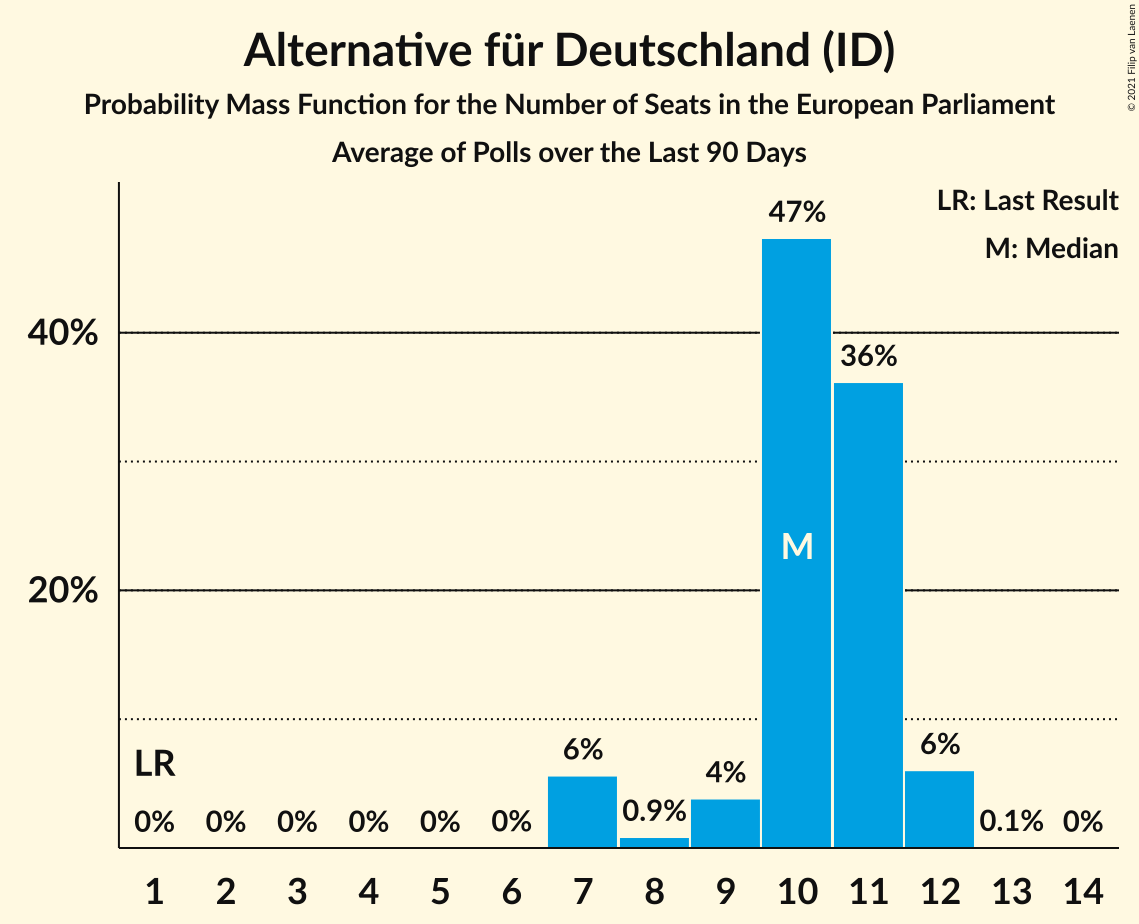 Alternative für Deutschland (ID)
Probability Mass Function for the Number of Seats in the European Parliament
Average of Polls over the Last 90 Days
© 2021 Filip van Laenen
LR: Last Result
M: Median
47%
40%
36%
M
20%
LR
0% 0% 0% 0% 0% 0% 6% 0.9% 4% 6% 0.1% 0%
1 2 3 4 5 6 7 8 9 10 11 12 13 14